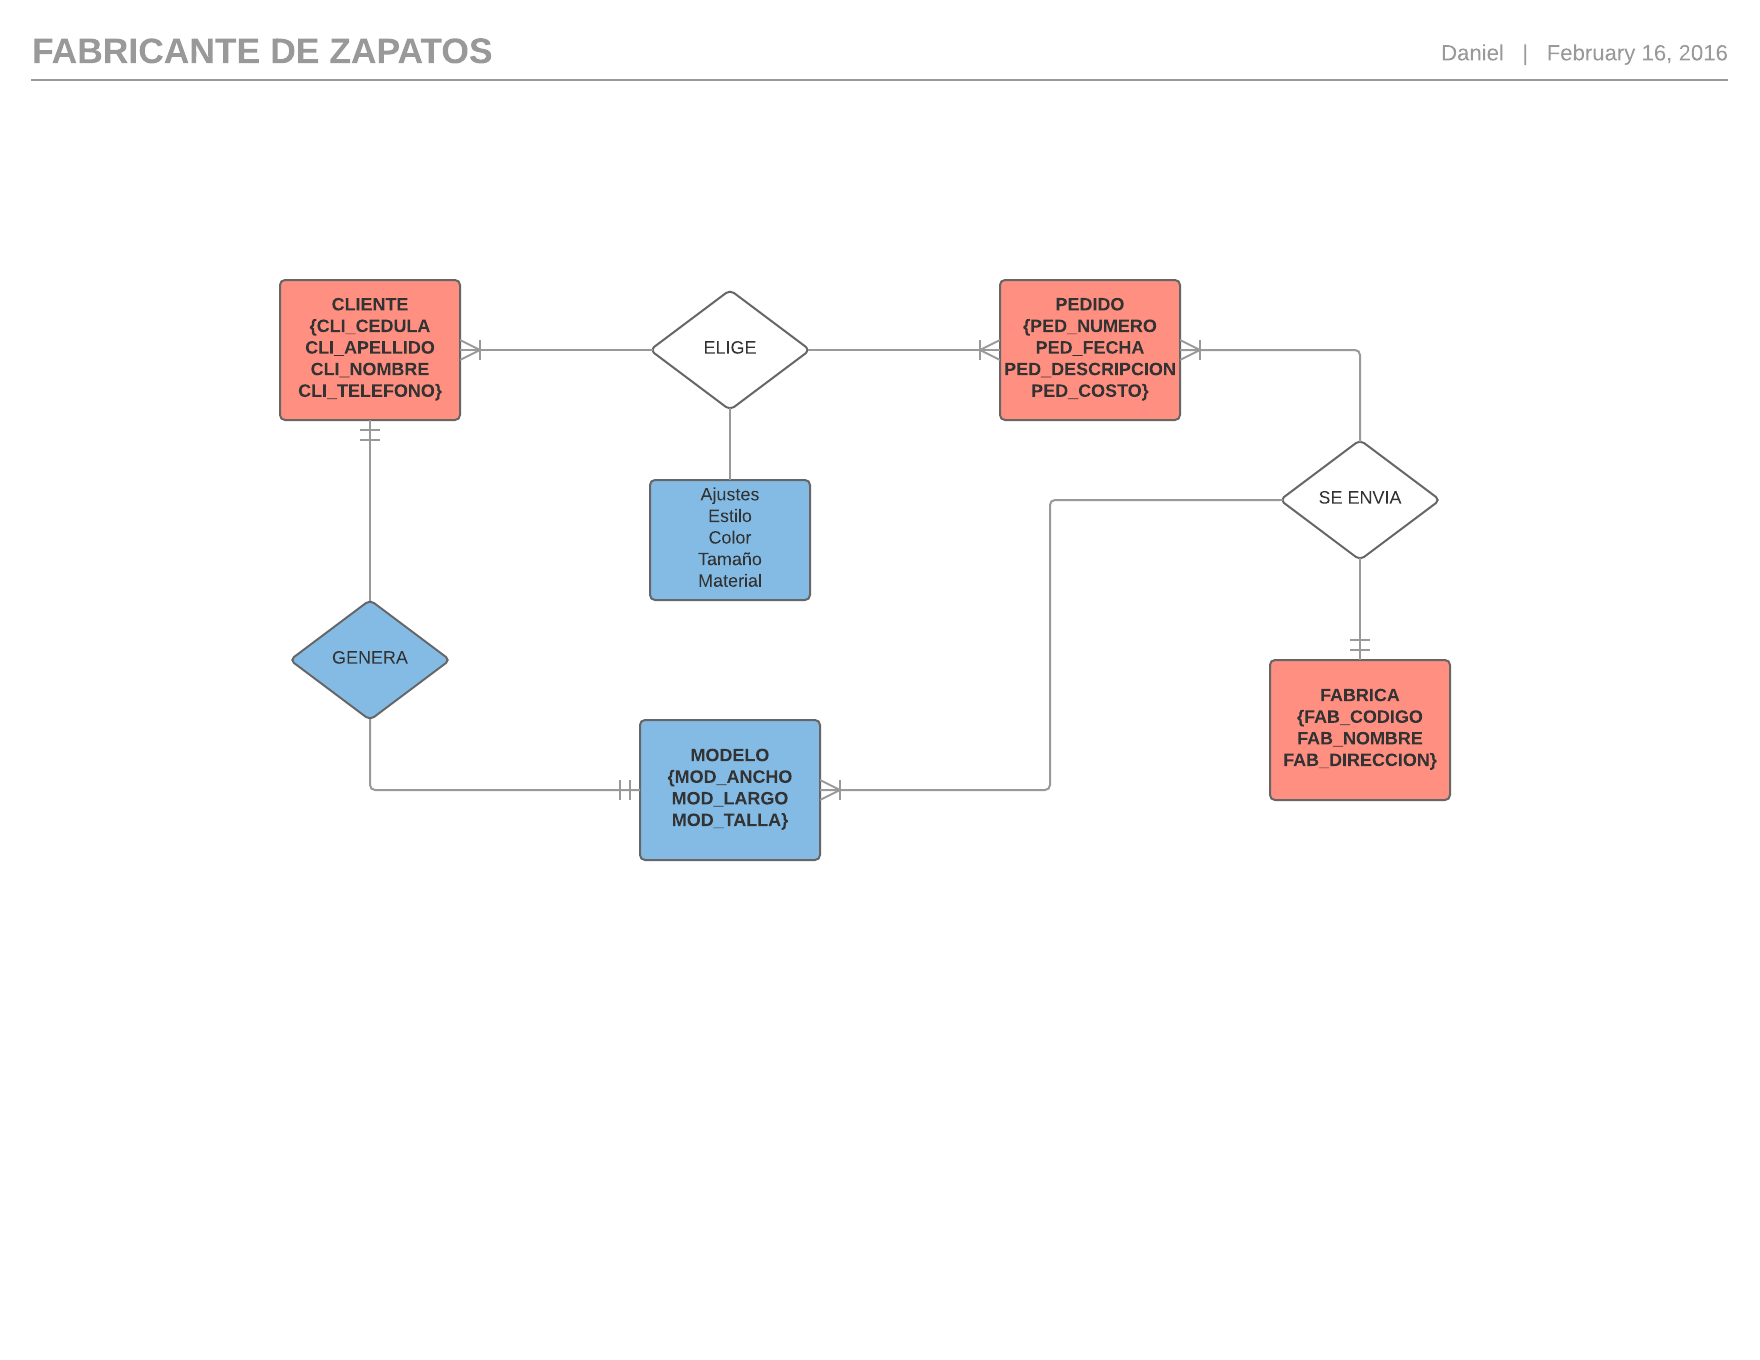 FABRICANTE DE ZAPATOS
Daniel | February 16, 2016
CLIENTE
{CLI_CEDULA
CLI_APELLIDO
CLI_NOMBRE
CLI_TELEFONO}
ELIGE
PEDIDO
{PED_NUMERO
PED_FECHA
PED_DESCRIPCION
PED_COSTO}
Ajustes
Estilo
Color
Tamaño
Material
SE ENVIA
GENERA
MODELO
{MOD_ANCHO
MOD_LARGO
MOD_TALLA}
FABRICA
{FAB_CODIGO
FAB_NOMBRE
FAB_DIRECCION}